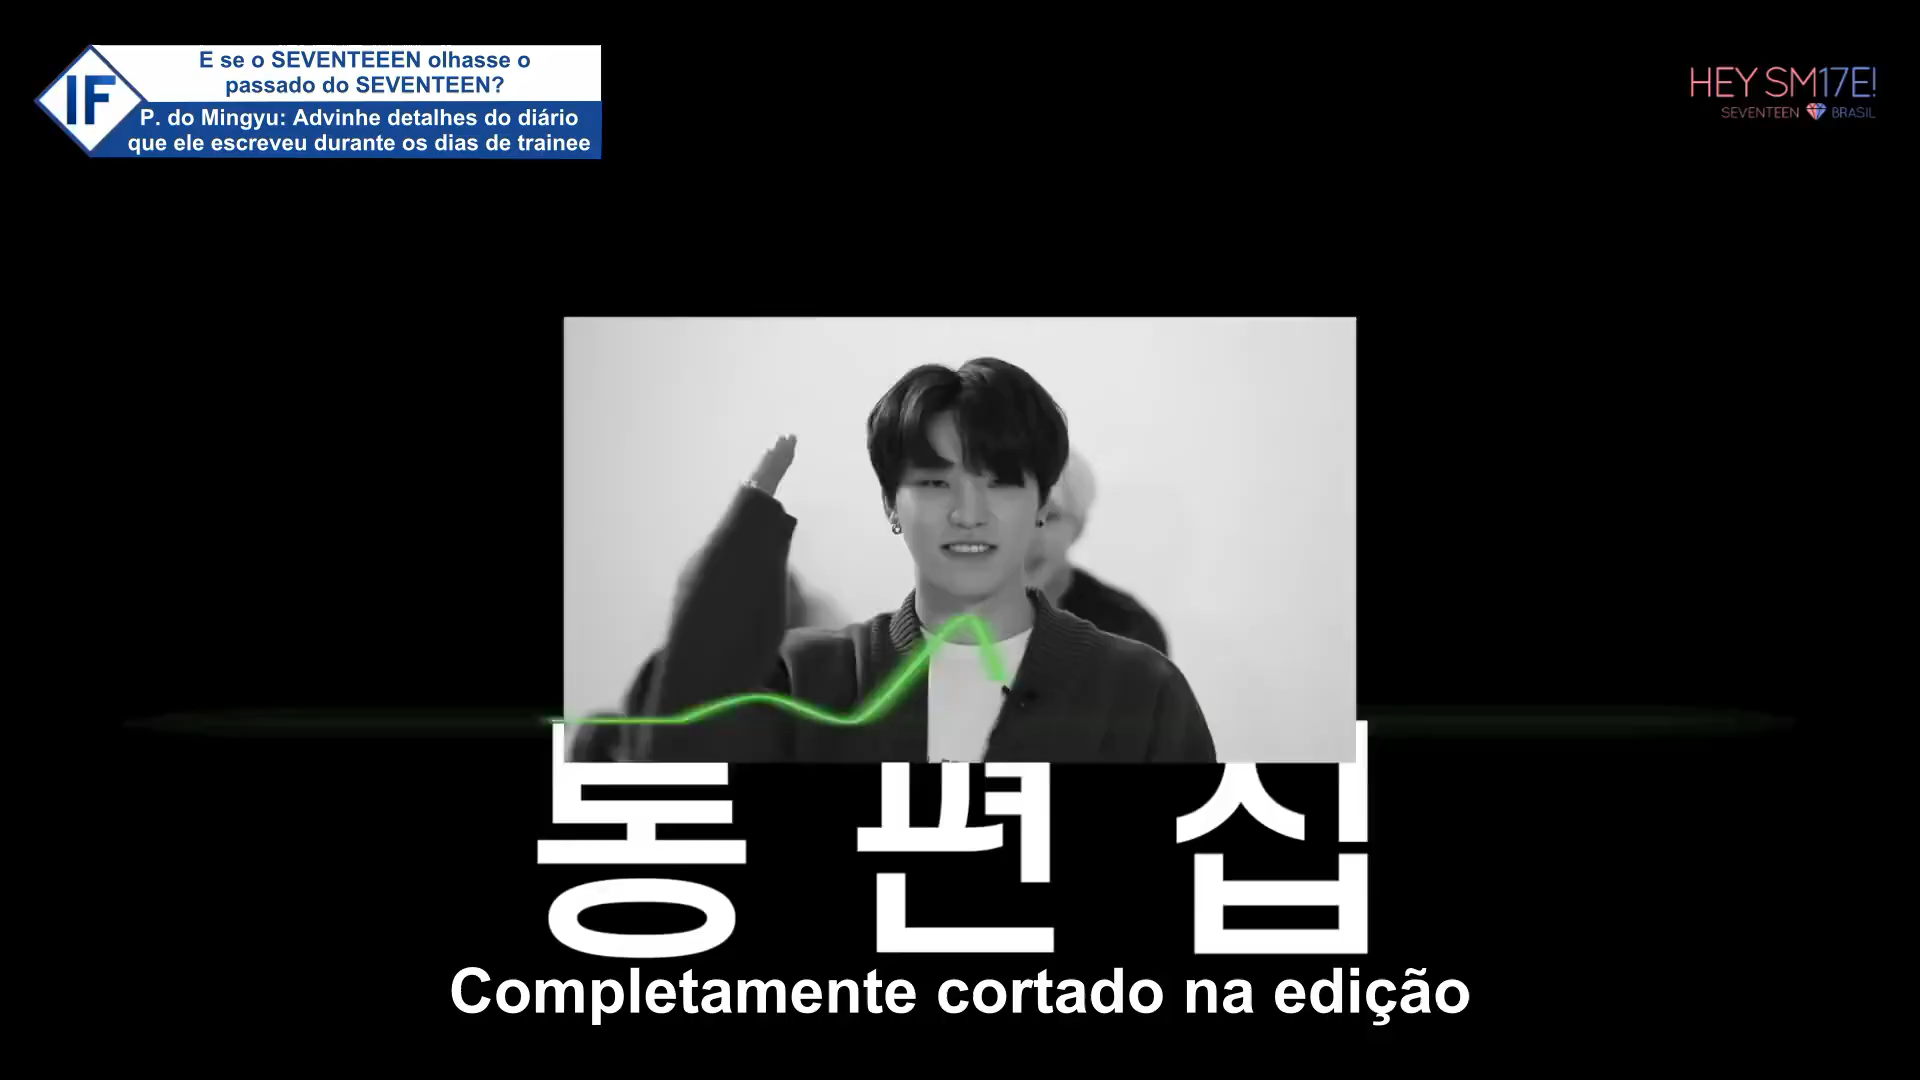 IF
E se o SEVENTEEEN olhasse o
passado do SEVENTEEN?
P. do Mingyu: Advinhe detalhes do diário
que ele escreveu durante os dias de trainee
HEY SM17E!
SEVENTEEN BRASIL
통편집
Completamente cortado na edição